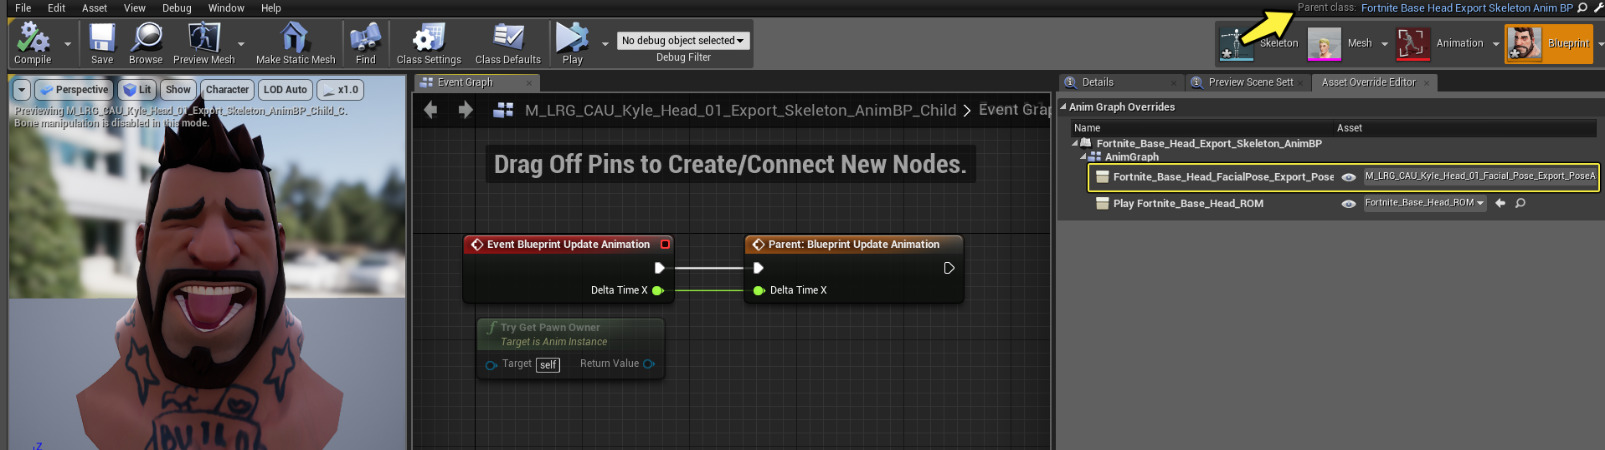 File Edit Asset View Debug Window Help
Parent class: Fortnite Base Head Export Skeleton Anim BP
Compile Save Browse Preview Mesh Make Static Mesh Find Class Settings Class Defaults Play
No debug object selected
Debug Filter
Skeleton Mesh Animation Blueprint
Perspective Lit Show Character LOD Auto x1.0
Previewing M_LRG_CAU_Kyle_Head_01_Export_Skeleton_AnimBP_Child_C.
Bone manipulation is disabled in this mode.
BUILD
-Z
Event Graph
M_LRG_CAU_Kyle_Head_01_Export_Skeleton_AnimBP_Child > Event Grap
Drag Off Pins to Create/Connect New Nodes.
Event Blueprint Update Animation
Delta Time X
Parent: Blueprint Update Animation
Delta Time X
f Try Get Pawn Owner
Target is Anim Instance
Target self Return Value
Details Preview Scene Sett Asset Override Editor
Anim Graph Overrides
Name Asset
Fortnite_Base_Head_Export_Skeleton_AnimBP
AnimGraph
Fortnite_Base_Head_FacialPose_Export_Pose M_LRG_CAU_Kyle_Head_01_Facial_Pose_Export_PoseA
Play Fortnite_Base_Head_ROM Fortnite_Base_Head_ROM